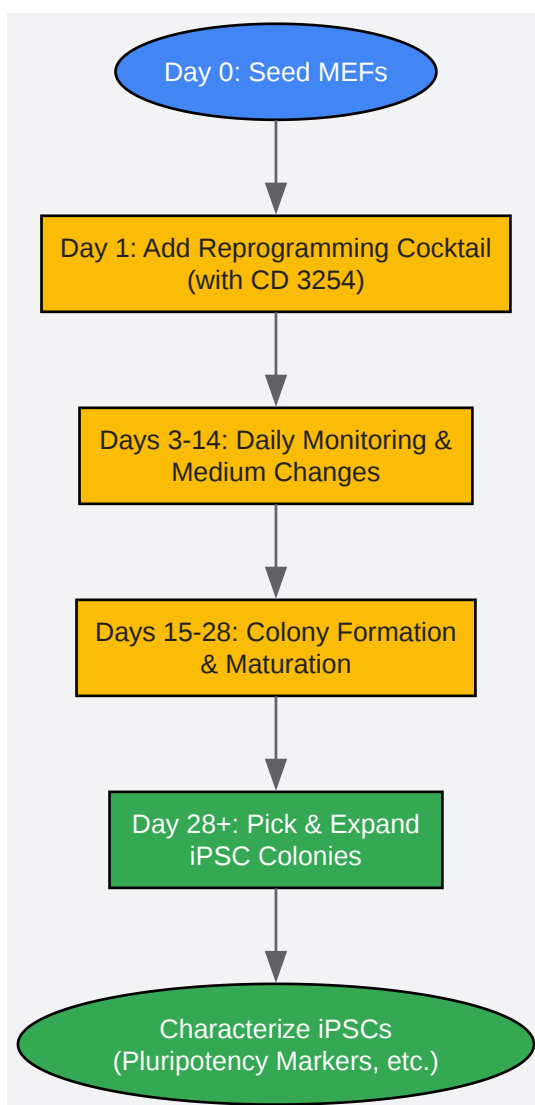 Day 0: Seed MEFs
Day 1: Add Reprogramming Cocktail
(with CD 3254)
Days 3-14: Daily Monitoring &
Medium Changes
Days 15-28: Colony Formation
& Maturation
Day 28+: Pick & Expand
iPSC Colonies
Characterize iPSCs
(Pluripotency Markers, etc.)